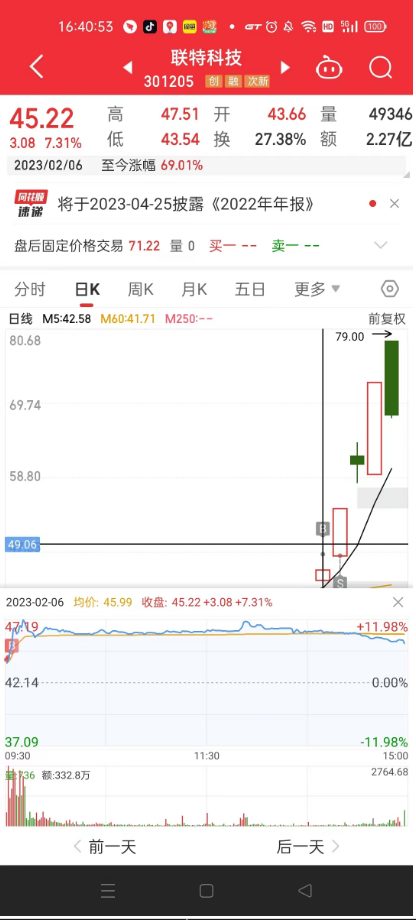 16:40:53 GT HD 5G 100
联特科技
301205 创 融 次新
45.22 高 47.51 开 43.66 量 49346
3.08 7.31% 低 43.54 换 27.38% 额 2.27亿
2023/02/06 至今涨幅 69.01%
同花顺
速递 将于2023-04-25披露《2022年年报》
盘后固定价格交易 71.22 量 0 买一 -- 卖一 --
分时 日K 周K 月K 五日 更多
日线 M5:42.58 M60:41.71 M250:-- 前复权
80.68
79.00
69.74
58.80
49.06
B
S
2023-02-06 均价: 45.99 收盘: 45.22 +3.08 +7.31%
47.19 +11.98%
B
42.14 0.00%
37.09 -11.98%
09:30 11:30 15:00
量:736 额:332.8万 2764.68
前一天 后一天